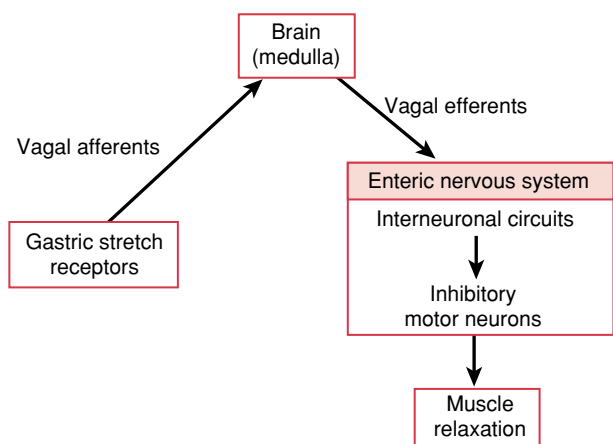 Brain
(medulla)
Vagal afferents
Vagal efferents
Gastric stretch
receptors
Enteric nervous system
Interneuronal circuits
Inhibitory
motor neurons
Muscle
relaxation